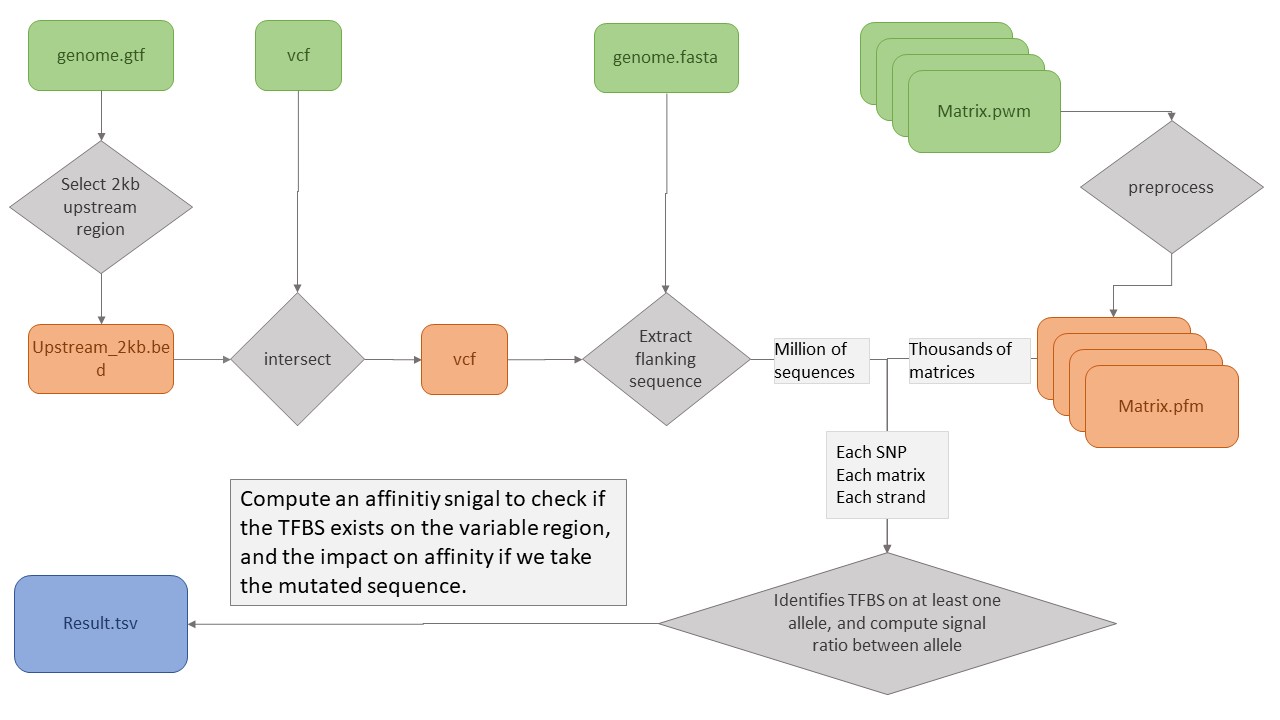 genome.gtf
vcf
genome.fasta
Matrix.pwm
Select 2kb
upstream
region
preprocess
Upstream_2kb.be
d
intersect
vcf
Extract
flanking
sequence
Million of
sequences
Thousands of
matrices
Matrix.pfm
Each SNP
Each matrix
Each strand
Compute an affinitiy snigal to check if
the TFBS exists on the variable region,
and the impact on affinity if we take
the mutated sequence.
Identifies TFBS on at least one
allele, and compute signal
ratio between allele
Result.tsv